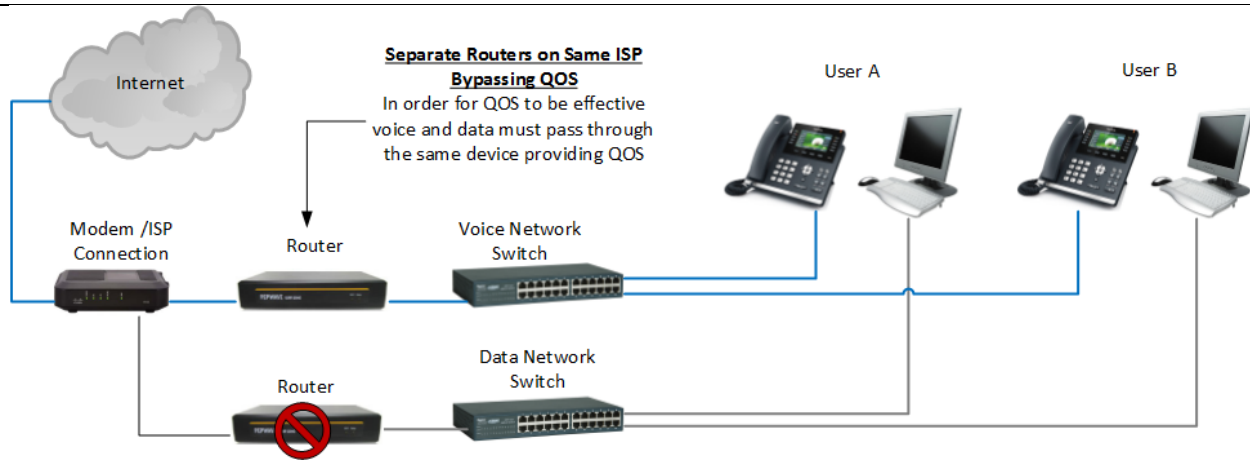 Internet
Separate Routers on Same ISP
Bypassing QOS
In order for QOS to be effective
voice and data must pass through
the same device providing QOS
User A
User B
Modem /ISP
Connection
Router
Voice Network
Switch
Data Network
Switch
Router